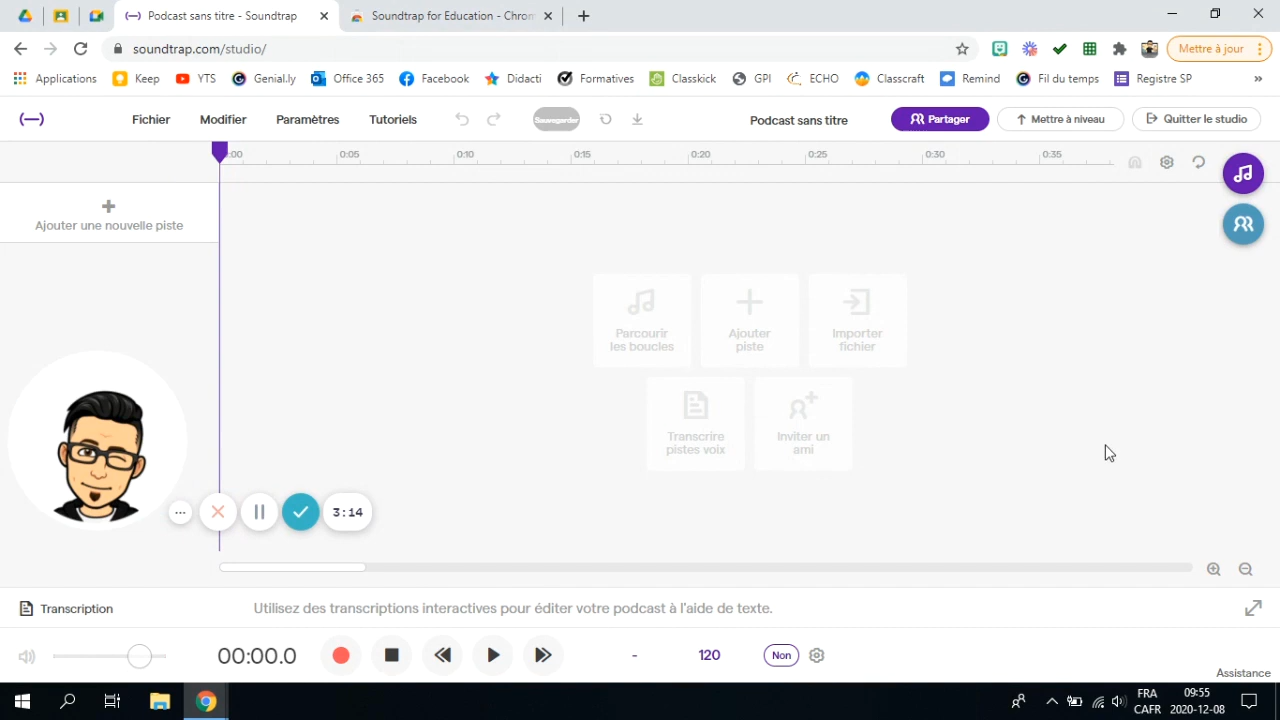 Podcast sans titre - Soundtrap
Soundtrap for Education - Chrom
soundtrap.com/studio/
Mettre à jour
Applications
Keep
YTS
Genial.ly
Office 365
Facebook
Didacti
Formatives
Classkick
GPI
ECHO
Classcraft
Remind
Fil du temps
Registre SP
»
Fichier
Modifier
Paramètres
Tutoriels
Sauvegarder
Podcast sans titre
Partager
Mettre à niveau
Quitter le studio
0:00
0:05
0:10
0:15
0:20
0:25
0:30
0:35
Ajouter une nouvelle piste
Parcourir
les boucles
Ajouter
piste
Importer
fichier
Transcrire
pistes voix
Inviter un
ami
3:14
Transcription
Utilisez des transcriptions interactives pour éditer votre podcast à l'aide de texte.
00:00.0
-
120
Non
Assistance
FRA
CAFR
09:55
2020-12-08